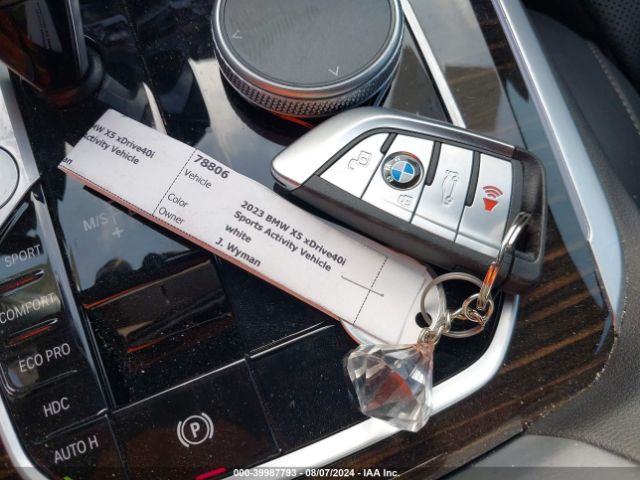 BMW X5 xDrive40i
Activity Vehicle
78806
Vehicle
Color
Owner
2023 BMW X5 xDrive40i
Sports Activity Vehicle
white
J. Wyman
BMW
M/S
+
SPORT
COMFORT
ECO PRO
HDC
AUTO H
P
000-39987793 - 08/07/2024 - IAA Inc.